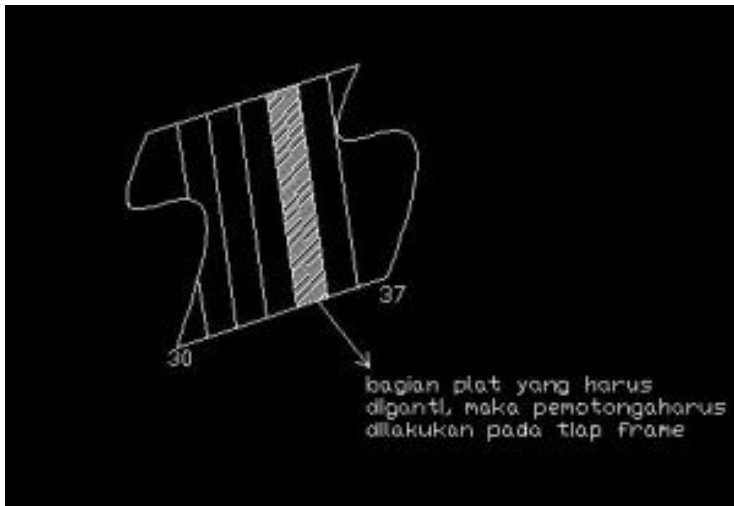 37
30
bagian plat yang harus
diganti, maka pemotongaharus
dilakukan pada tiap frame